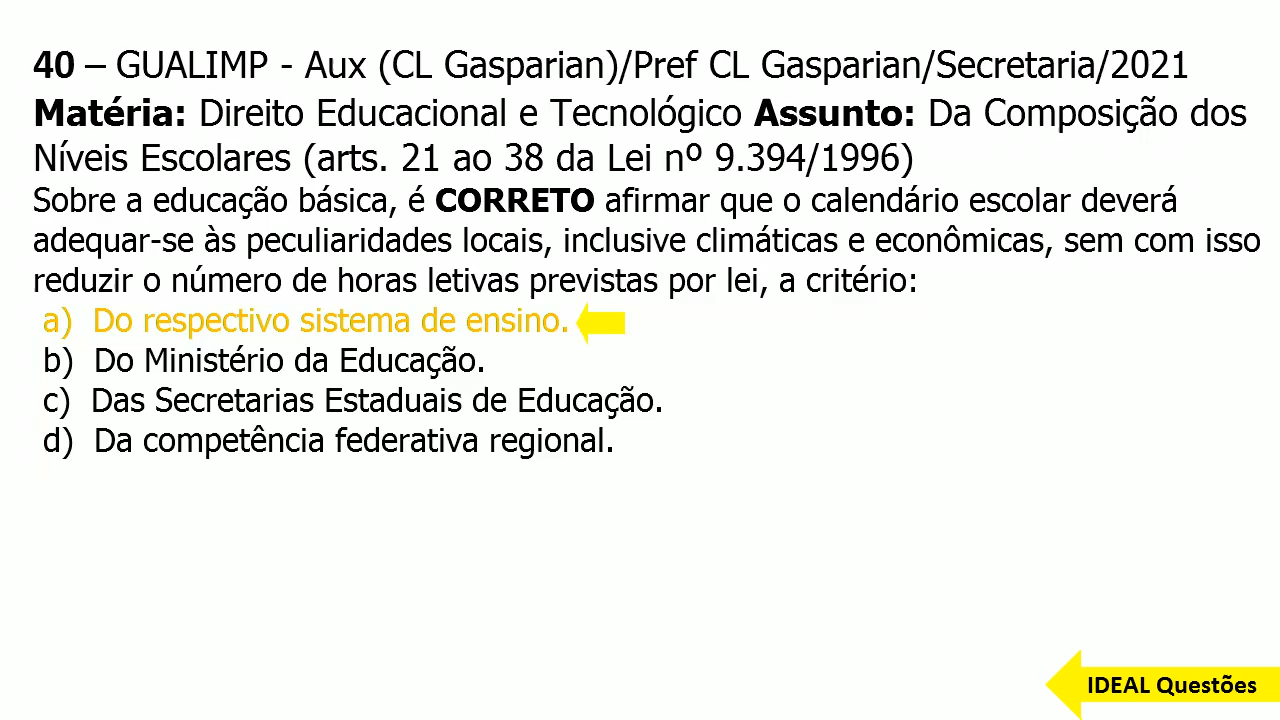 40 – GUALIMP - Aux (CL Gasparian)/Pref CL Gasparian/Secretaria/2021
Matéria: Direito Educacional e Tecnológico Assunto: Da Composição dos
Níveis Escolares (arts. 21 ao 38 da Lei nº 9.394/1996)
Sobre a educação básica, é CORRETO afirmar que o calendário escolar deverá
adequar-se às peculiaridades locais, inclusive climáticas e econômicas, sem com isso
reduzir o número de horas letivas previstas por lei, a critério:
a) Do respectivo sistema de ensino.
b) Do Ministério da Educação.
c) Das Secretarias Estaduais de Educação.
d) Da competência federativa regional.
IDEAL Questões